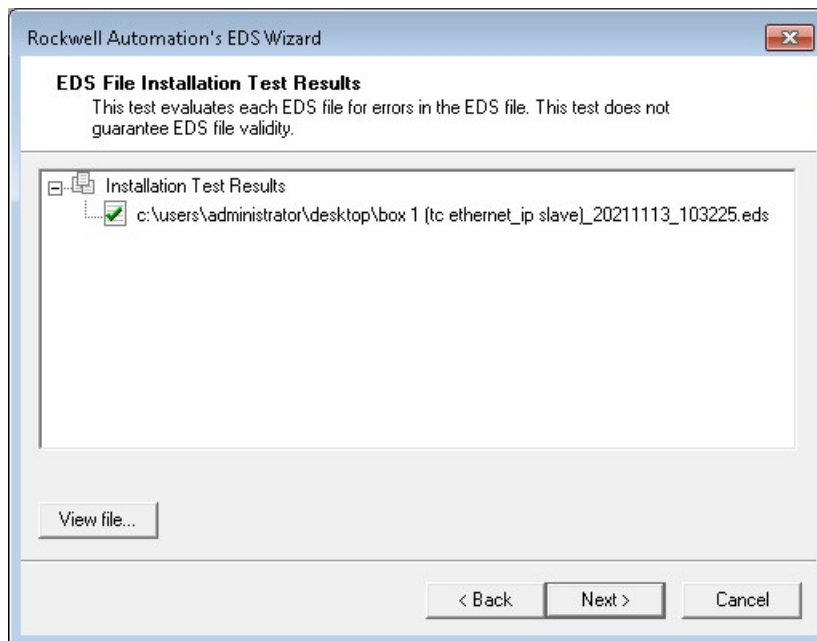 Rockwell Automation's EDS Wizard
EDS File Installation Test Results
This test evaluates each EDS file for errors in the EDS file. This test does not
guarantee EDS file validity.
Installation Test Results
c:\users\administrator\desktop\box 1 (tc ethernet_ip slave)_20211113_103225.eds
View file...
< Back
Next >
Cancel